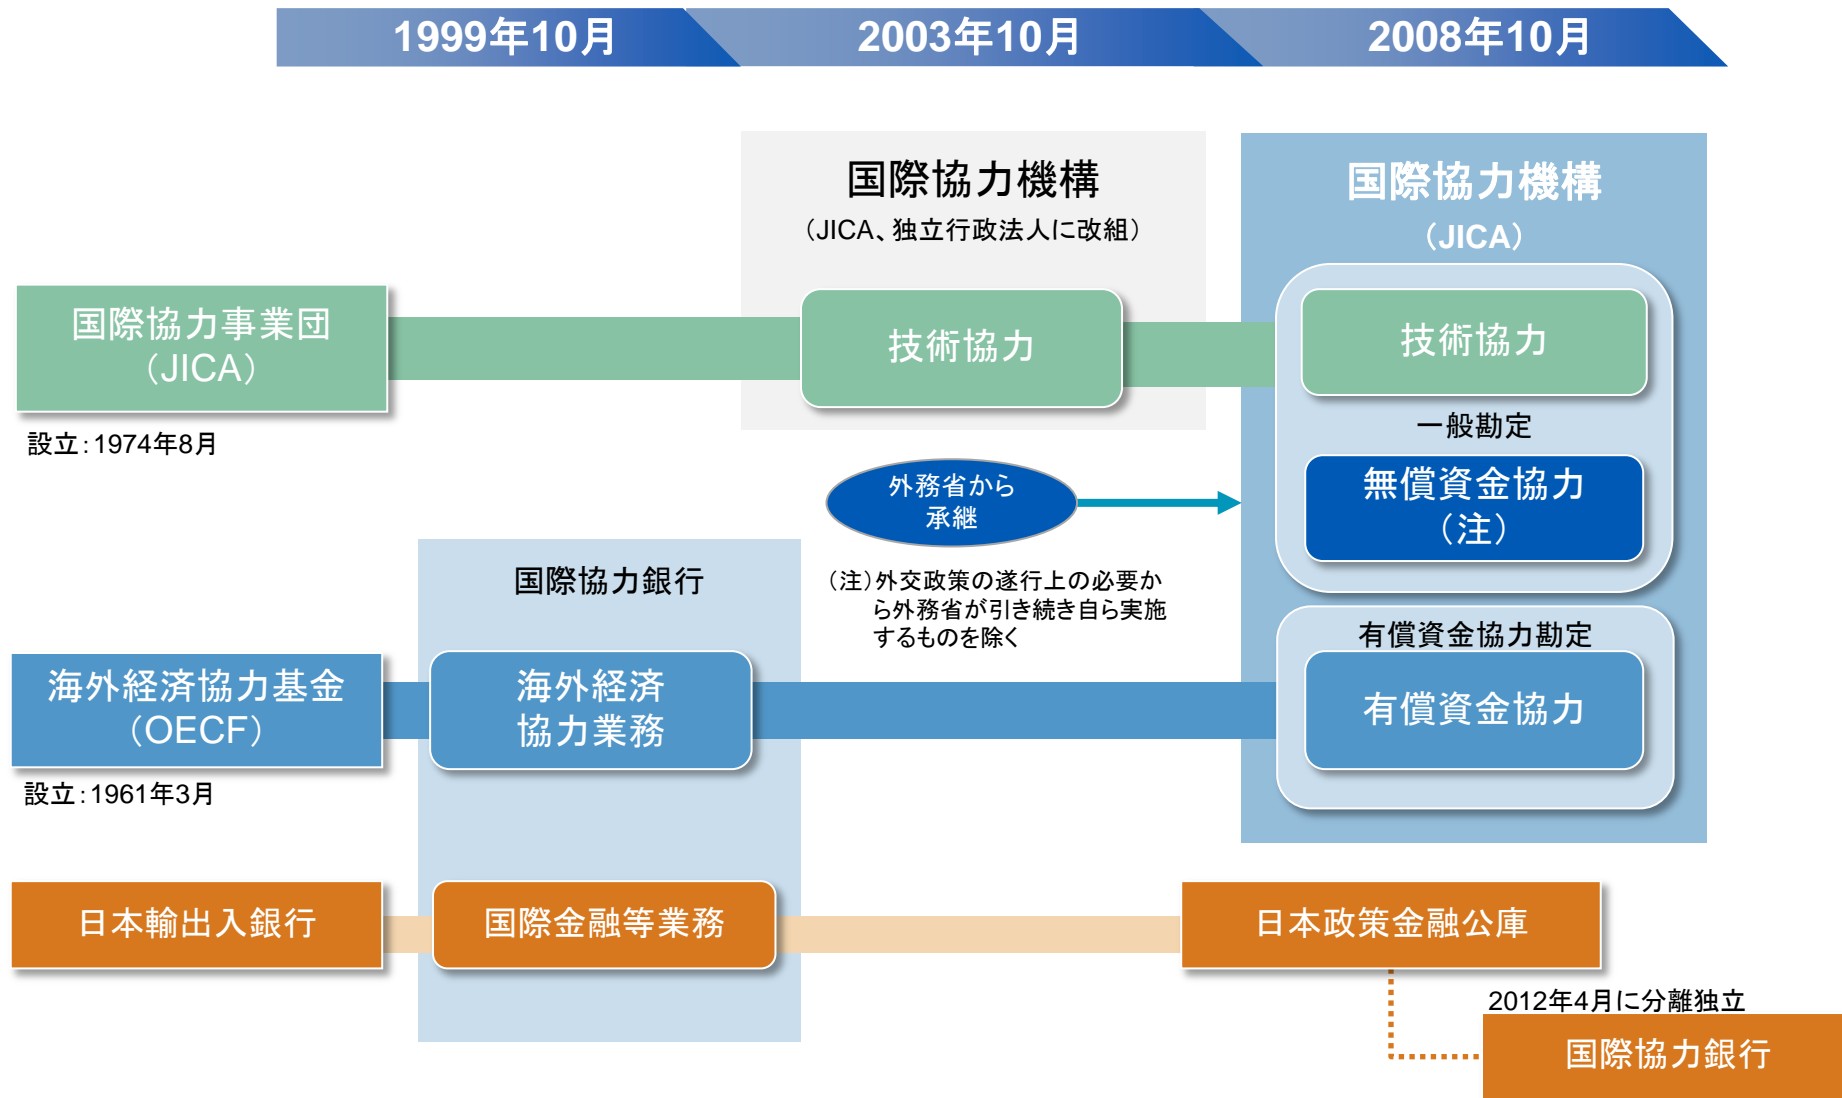 1999年10月
2003年10月
2008年10月
国際協力機構
（JICA、独立行政法人に改組）
国際協力機構
（JICA）
国際協力事業団
（JICA）
設立：1974年8月
技術協力
技術協力
一般勘定
外務省から
承継
無償資金協力
（注）
（注）外交政策の遂行上の必要か
ら外務省が引き続き自ら実施
するものを除く
国際協力銀行
有償資金協力勘定
海外経済協力基金
（OECF）
設立：1961年3月
海外経済
協力業務
有償資金協力
日本輸出入銀行
国際金融等業務
日本政策金融公庫
2012年4月に分離独立
国際協力銀行